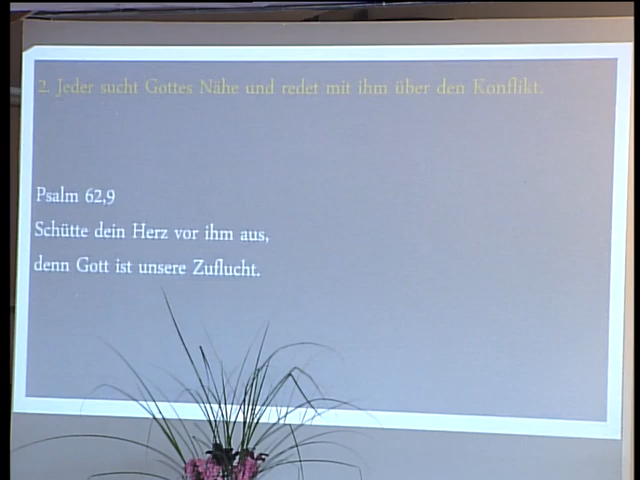 2. Jeder sucht Gottes Nähe und redet mit ihm über den Konflikt.
Psalm 62,9
Schütte dein Herz vor ihm aus,
denn Gott ist unsere Zuflucht.